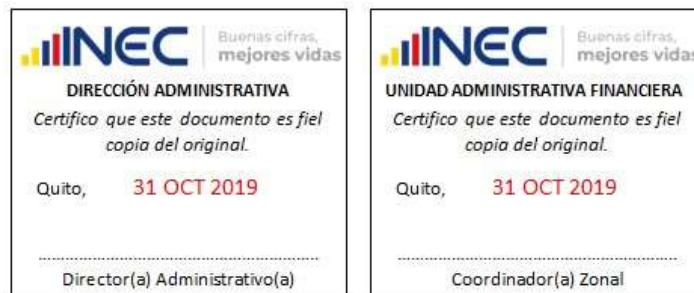 INEC
Buenas cifras,
mejores vidas
DIRECCIÓN ADMINISTRATIVA
Certifico que este documento es fiel
copia del original.
Quito, 31 OCT 2019
Director(a) Administrativo(a)
INEC
Buenas cifras,
mejores vidas
UNIDAD ADMINISTRATIVA FINANCIERA
Certifico que este documento es fiel
copia del original.
Quito, 31 OCT 2019
Coordinador(a) Zonal